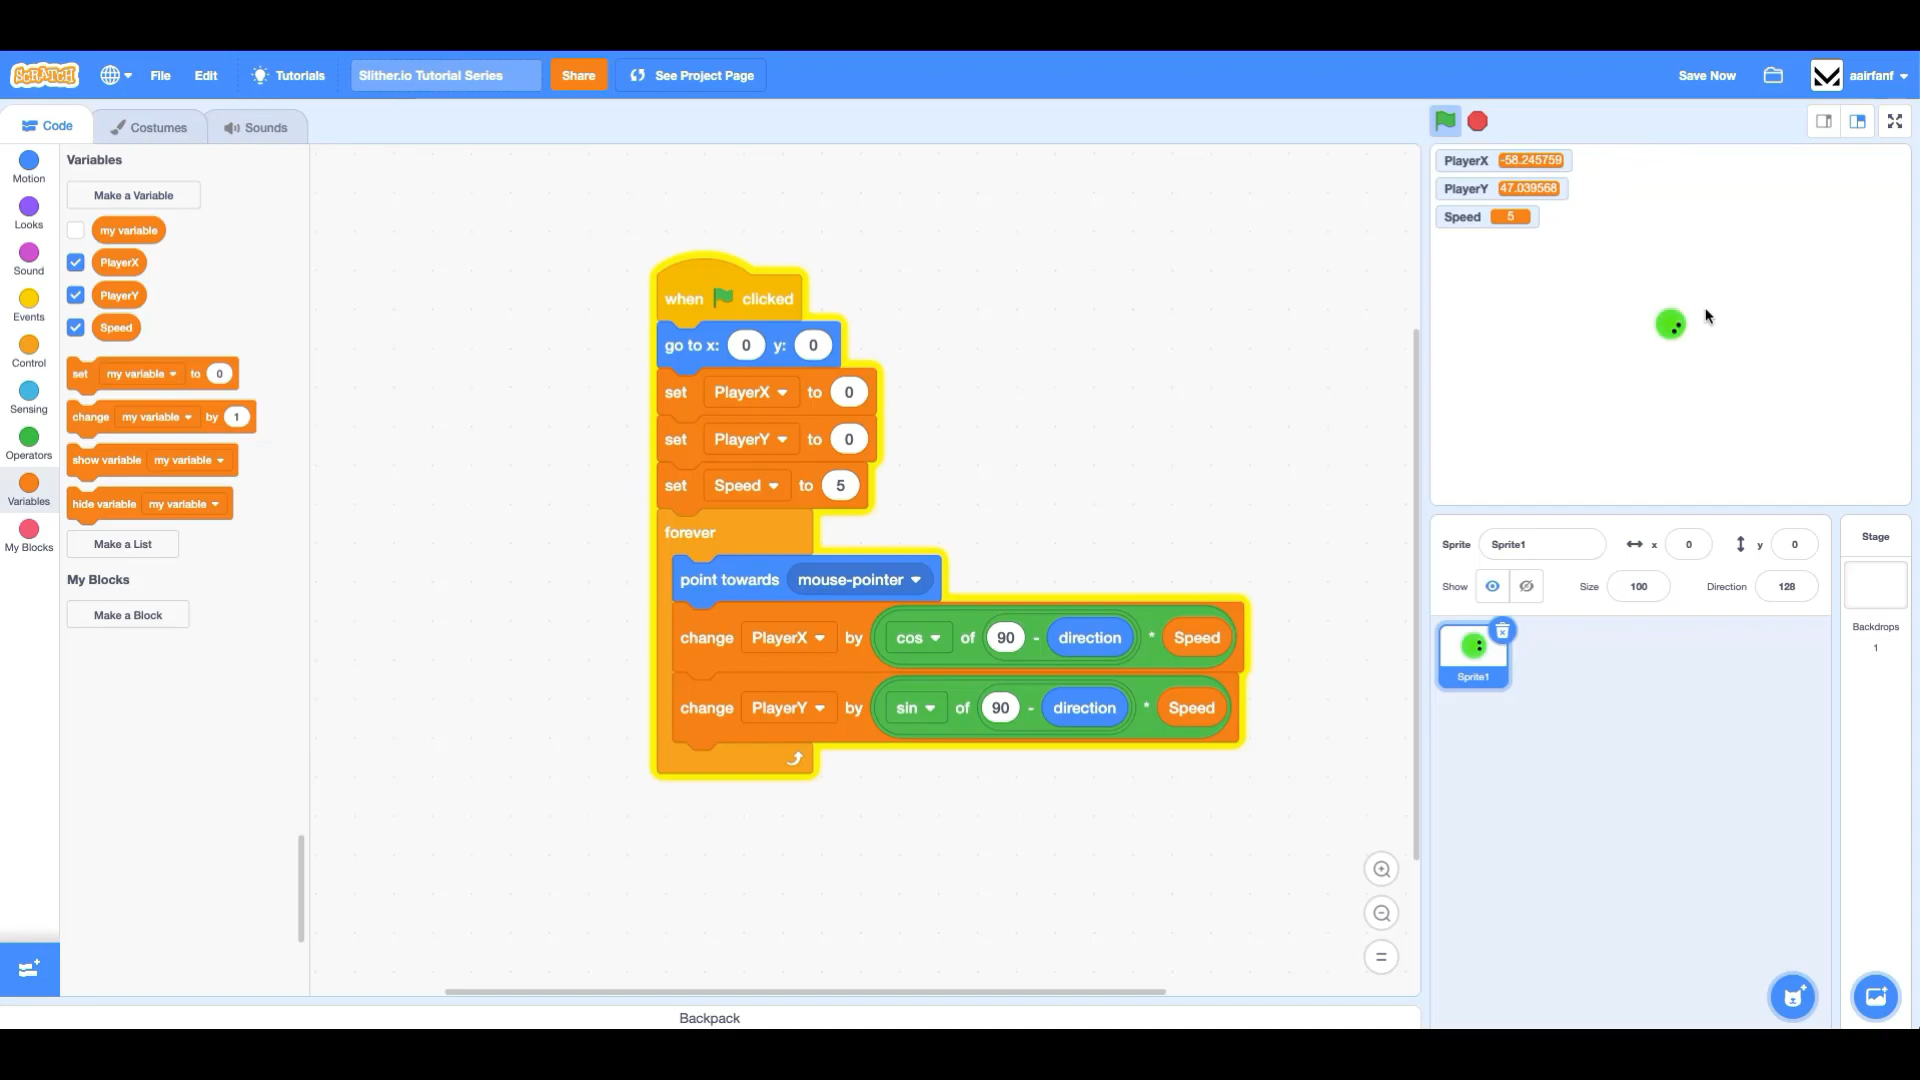 SCRATCH File Edit Tutorials Slither.io Tutorial Series Share See Project Page Save Now aairfanf
Code Costumes Sounds
Motion
Looks
Sound
Events
Control
Sensing
Operators
Variables
My Blocks
Variables
Make a Variable
my variable
PlayerX
PlayerY
Speed
set my variable to 0
change my variable by 1
show variable my variable
hide variable my variable
Make a List
My Blocks
Make a Block
when clicked
go to x: 0 y: 0
set PlayerX to 0
set PlayerY to 0
set Speed to 5
forever
point towards mouse-pointer
change PlayerX by cos of 90 - direction * Speed
change PlayerY by sin of 90 - direction * Speed
Backpack
PlayerX -58.245759
PlayerY 47.039568
Speed 5
Sprite Sprite1 x 0 y 0
Show Size 100 Direction 128
Sprite1
Stage
Backdrops
1